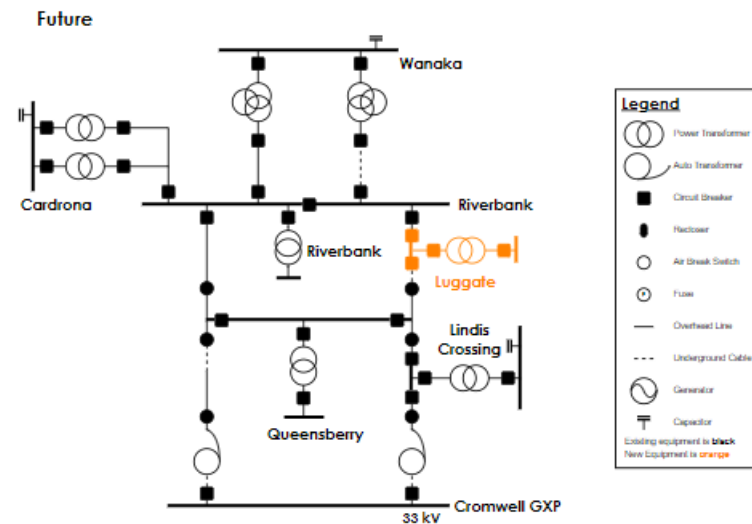 Future
Wanaka
Cardrona
Riverbank
Riverbank
Luggate
Lindis
Crossing
Queensberry
Cromwell GXP
33 kV
Legend
Power Transformer
Auto Transformer
Circuit Breaker
Recloser
Air Break Switch
Fuse
Overhead Line
Underground Cable
Generator
Capacitor
Existing equipment is black
New Equipment is orange